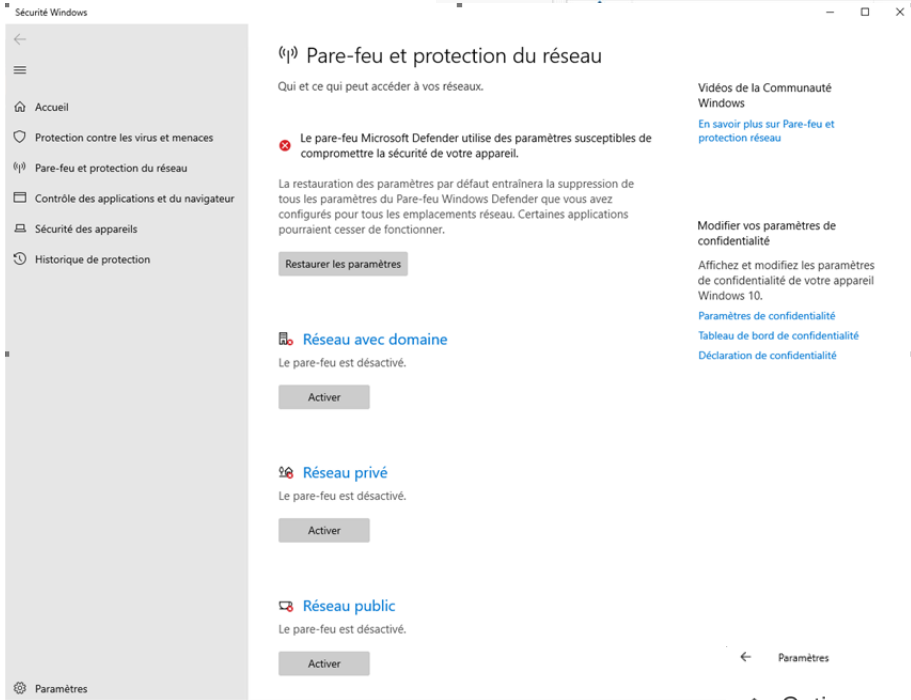 Sécurité Windows
Accueil
Protection contre les virus et menaces
Pare-feu et protection du réseau
Contrôle des applications et du navigateur
Sécurité des appareils
Historique de protection
Paramètres
Pare-feu et protection du réseau
Qui et ce qui peut accéder à vos réseaux.
Le pare-feu Microsoft Defender utilise des paramètres susceptibles de
compromettre la sécurité de votre appareil.
La restauration des paramètres par défaut entraînera la suppression de
tous les paramètres du Pare-feu Windows Defender que vous avez
configurés pour tous les emplacements réseau. Certaines applications
pourraient cesser de fonctionner.
Restaurer les paramètres
Réseau avec domaine
Le pare-feu est désactivé.
Activer
Réseau privé
Le pare-feu est désactivé.
Activer
Réseau public
Le pare-feu est désactivé.
Activer
Vidéos de la Communauté
Windows
En savoir plus sur Pare-feu et
protection réseau
Modifier vos paramètres de
confidentialité
Affichez et modifiez les paramètres
de confidentialité de votre appareil
Windows 10.
Paramètres de confidentialité
Tableau de bord de confidentialité
Déclaration de confidentialité
Paramètres